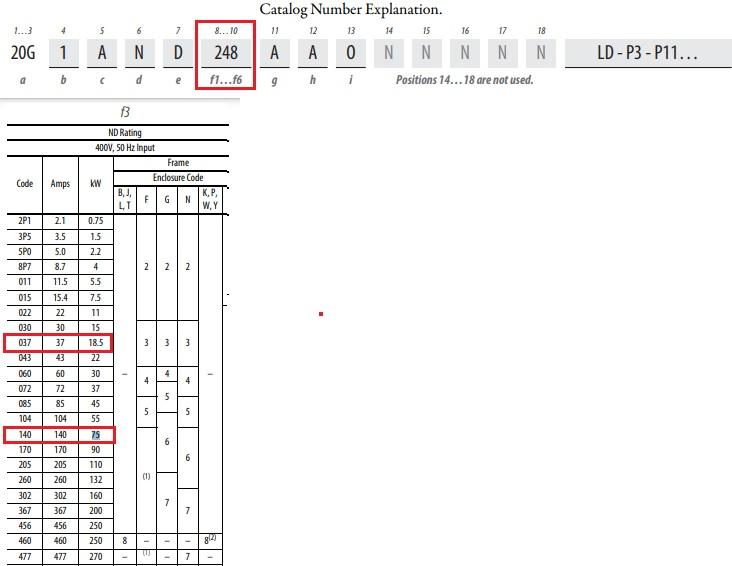 Catalog Number Explanation.
1…3 4 5 6 7 8…10 11 12 13 14 15 16 17 18
20G 1 A N D 248 A A 0 N N N N N LD - P3 - P11…
a b c d e f1…f6 g h i Positions 14…18 are not used.
f3
ND Rating
400V, 50 Hz Input
Code Amps kW Frame
Enclosure Code
B, J, L, T F G N K, P, W, Y
2P1 2.1 0.75
3P5 3.5 1.5
5P0 5.0 2.2
8P7 8.7 4 2 2 2
011 11.5 5.5
015 15.4 7.5
022 22 11
030 30 15
037 37 18.5 3 3 3
043 43 22
060 60 30 – 4 4 4 –
072 72 37 5
085 85 45 5 5
104 104 55
140 140 75 6
170 170 90 6
205 205 110 (1)
260 260 132
302 302 160 7
367 367 200 7
456 456 250
460 460 250 8 – – – 8(2)
477 477 270 – (1) – 7 –